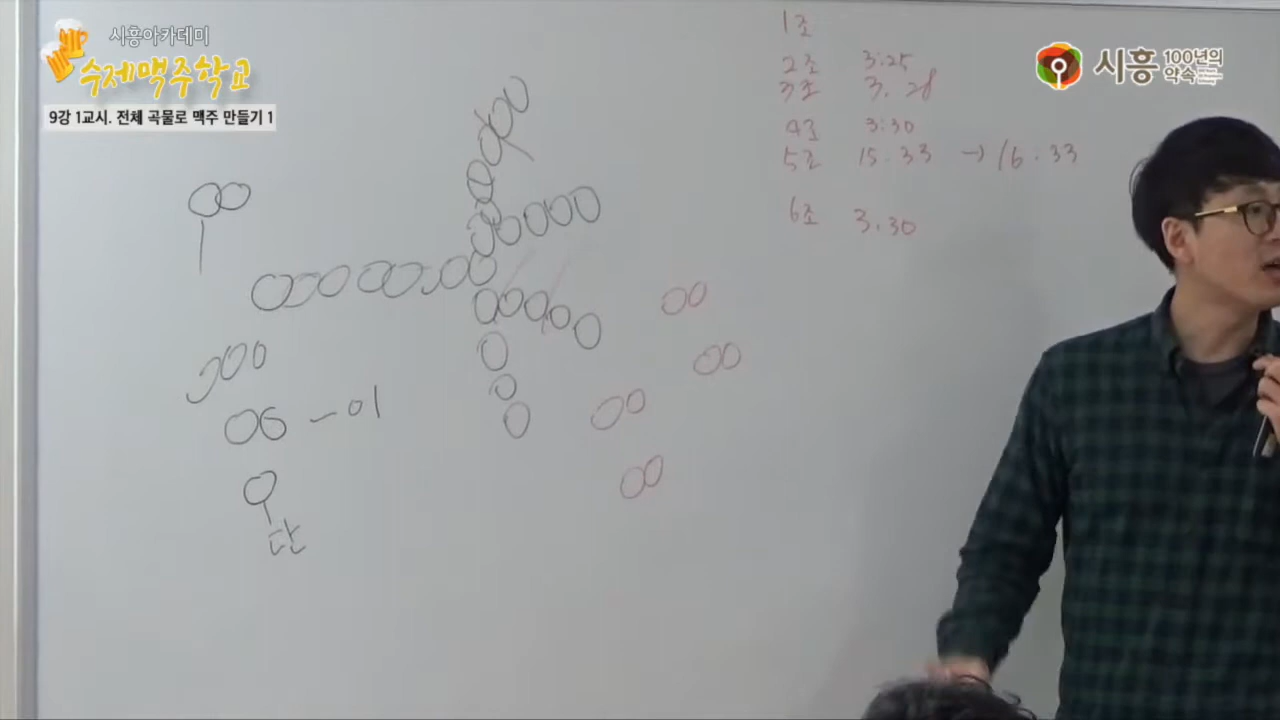 시흥아카데미
수제맥주학교
9강 1교시. 전체 곡물로 맥주 만들기 1
시흥 100년의 약속
1조
2조 3:25
3조 3.28
4조 3:30
5조 15.33 → 16.33
6조 3.30
이
단